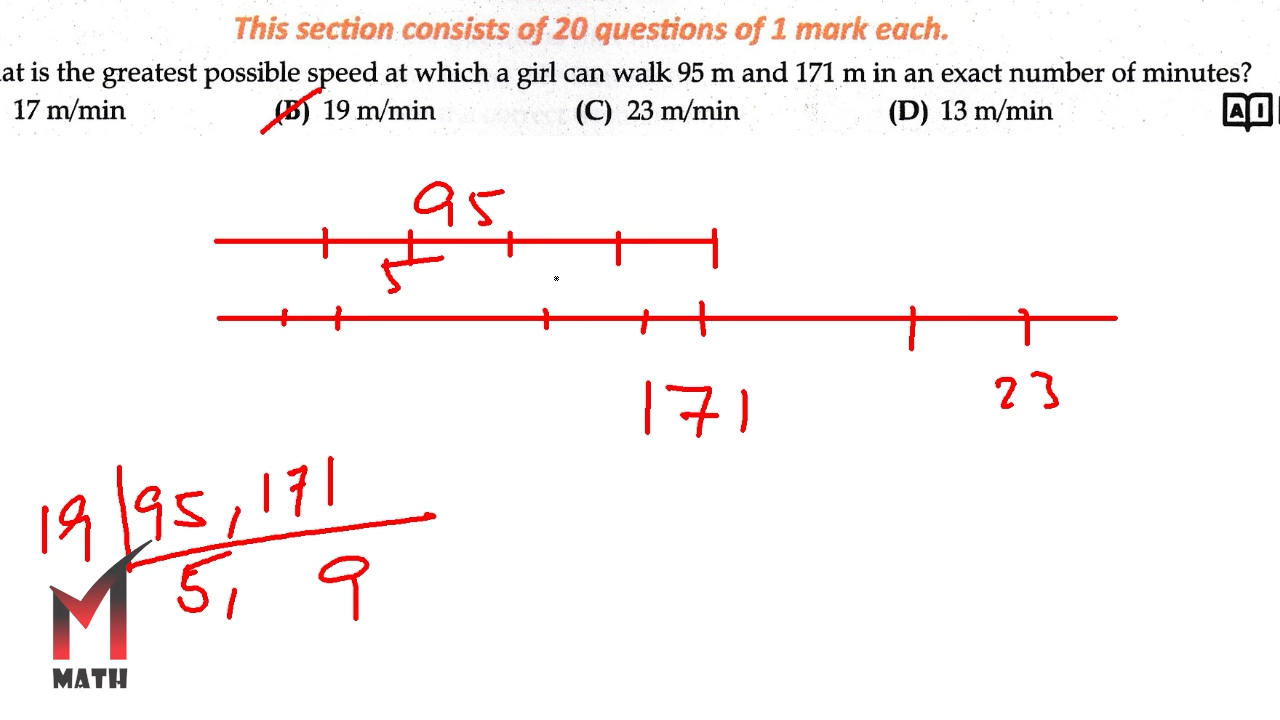 This section consists of 20 questions of 1 mark each.
at is the greatest possible speed at which a girl can walk 95 m and 171 m in an exact number of minutes?
17 m/min (B) 19 m/min (C) 23 m/min (D) 13 m/min AI
95
5
171
23
19 95, 171
5, 9
M
MATH